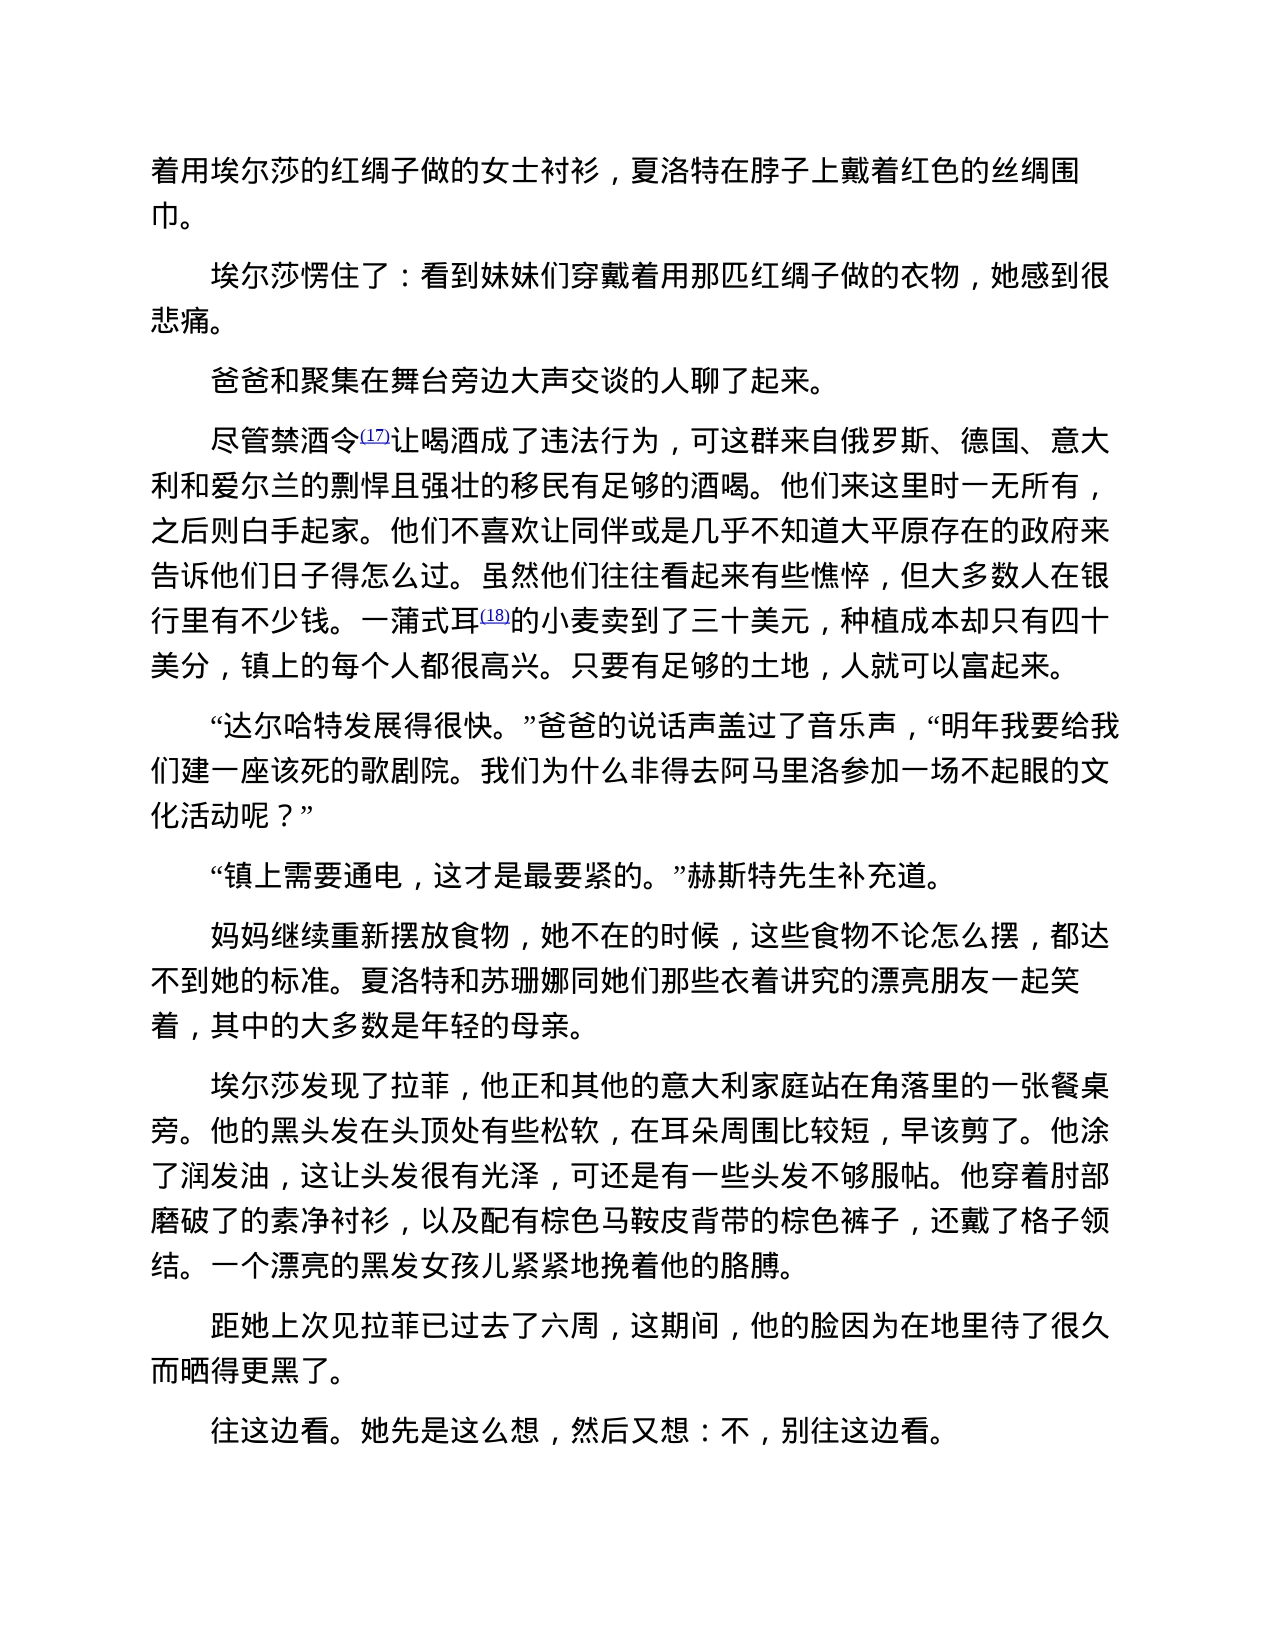 着用埃尔莎的红绸子做的女士衬衫，夏洛特在脖子上戴着红色的丝绸围
巾。
埃尔莎愣住了：看到妹妹们穿戴着用那匹红绸子做的衣物，她感到很
悲痛。
爸爸和聚集在舞台旁边大声交谈的人聊了起来。
尽管禁酒令(17)让喝酒成了违法行为，可这群来自俄罗斯、德国、意大
利和爱尔兰的剽悍且强壮的移民有足够的酒喝。他们来这里时一无所有，
之后则白手起家。他们不喜欢让同伴或是几乎不知道大平原存在的政府来
告诉他们日子得怎么过。虽然他们往往看起来有些憔悴，但大多数人在银
行里有不少钱。一蒲式耳(18)的小麦卖到了三十美元，种植成本却只有四十
美分，镇上的每个人都很高兴。只要有足够的土地，人就可以富起来。
“达尔哈特发展得很快。”爸爸的说话声盖过了音乐声，“明年我要给我
们建一座该死的歌剧院。我们为什么非得去阿马里洛参加一场不起眼的文
化活动呢？”
“镇上需要通电，这才是最要紧的。”赫斯特先生补充道。
妈妈继续重新摆放食物，她不在的时候，这些食物不论怎么摆，都达
不到她的标准。夏洛特和苏珊娜同她们那些衣着讲究的漂亮朋友一起笑
着，其中的大多数是年轻的母亲。
埃尔莎发现了拉菲，他正和其他的意大利家庭站在角落里的一张餐桌
旁。他的黑头发在头顶处有些松软，在耳朵周围比较短，早该剪了。他涂
了润发油，这让头发很有光泽，可还是有一些头发不够服帖。他穿着肘部
磨破了的素净衬衫，以及配有棕色马鞍皮背带的棕色裤子，还戴了格子领
结。一个漂亮的黑发女孩儿紧紧地挽着他的胳膊。
距她上次见拉菲已过去了六周，这期间，他的脸因为在地里待了很久
而晒得更黑了。
往这边看。她先是这么想，然后又想：不，别往这边看。